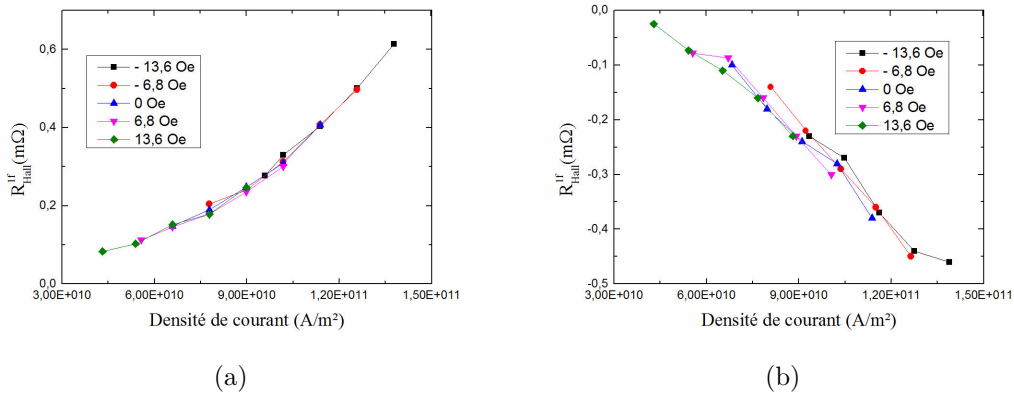 0,6
0,4
0,2
0,0
R_Hall^1f (mΩ)
- 13,6 Oe
- 6,8 Oe
0 Oe
6,8 Oe
13,6 Oe
3,00E+010 6,00E+010 9,00E+010 1,20E+011 1,50E+011
Densité de courant (A/m²)
(a)
0,0
-0,1
-0,2
-0,3
-0,4
-0,5
R_Hall^1f (mΩ)
- 13,6 Oe
- 6,8 Oe
0 Oe
6,8 Oe
13,6 Oe
3,00E+010 6,00E+010 9,00E+010 1,20E+011 1,50E+011
Densité de courant (A/m²)
(b)